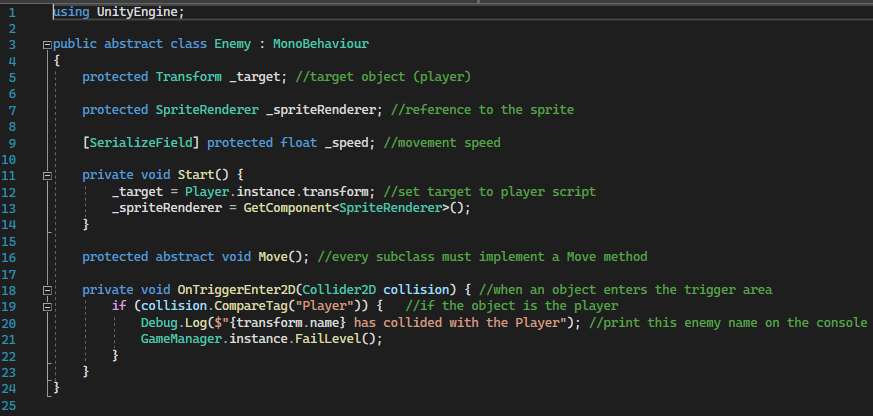 1 using UnityEngine;
2
3 public abstract class Enemy : MonoBehaviour
4 {
5 protected Transform _target; //target object (player)
6
7 protected SpriteRenderer _spriteRenderer; //reference to the sprite
8
9 [SerializeField] protected float _speed; //movement speed
10
11 private void Start() {
12 _target = Player.instance.transform; //set target to player script
13 _spriteRenderer = GetComponent<SpriteRenderer>();
14 }
15
16 protected abstract void Move(); //every subclass must implement a Move method
17
18 private void OnTriggerEnter2D(Collider2D collision) { //when an object enters the trigger area
19 if (collision.CompareTag("Player")) { //if the object is the player
20 Debug.Log($"{transform.name} has collided with the Player"); //print this enemy name on the console
21 GameManager.instance.FailLevel();
22 }
23 }
24 }
25